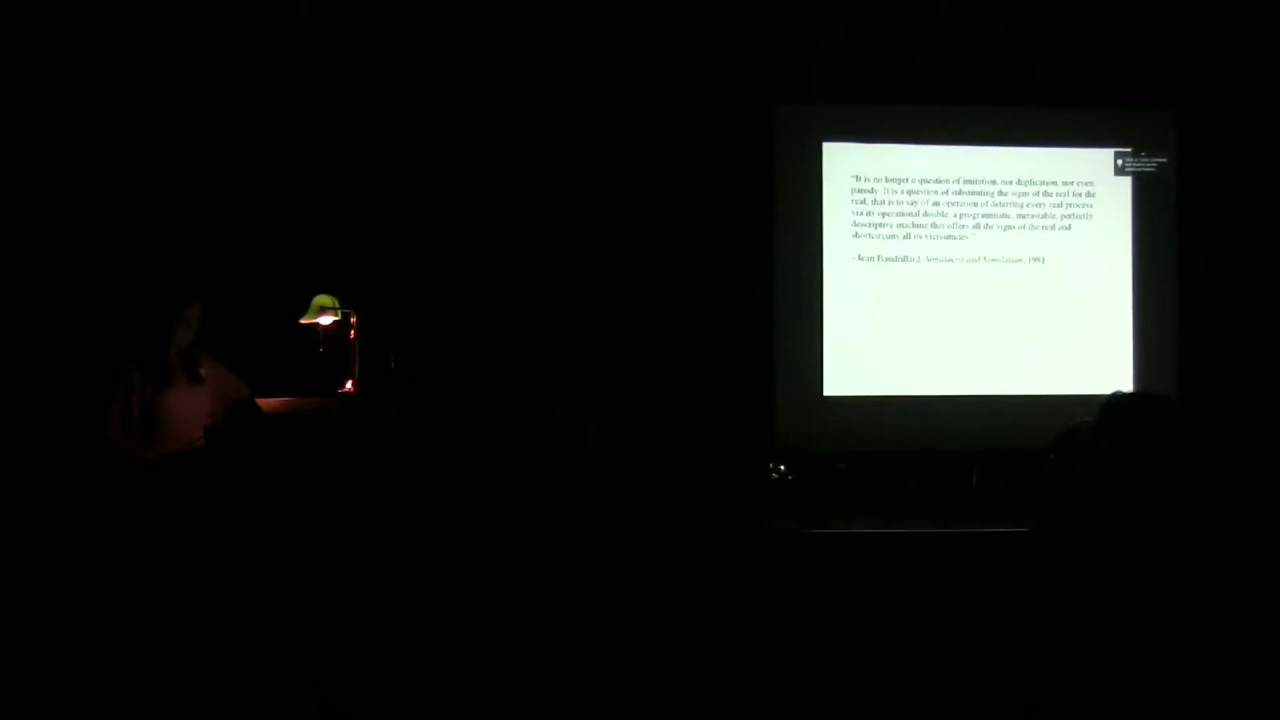 "It is no longer a question of imitation, nor duplication, nor even
parody. It is a question of substituting the signs of the real for the
real, that is to say of an operation of deterring every real process
via its operational double, a programmatic, metastable, perfectly
descriptive machine that offers all the signs of the real and
shortcircuits all its vicissitudes."
- Jean Baudrillard, Simulacra and Simulation, 1981